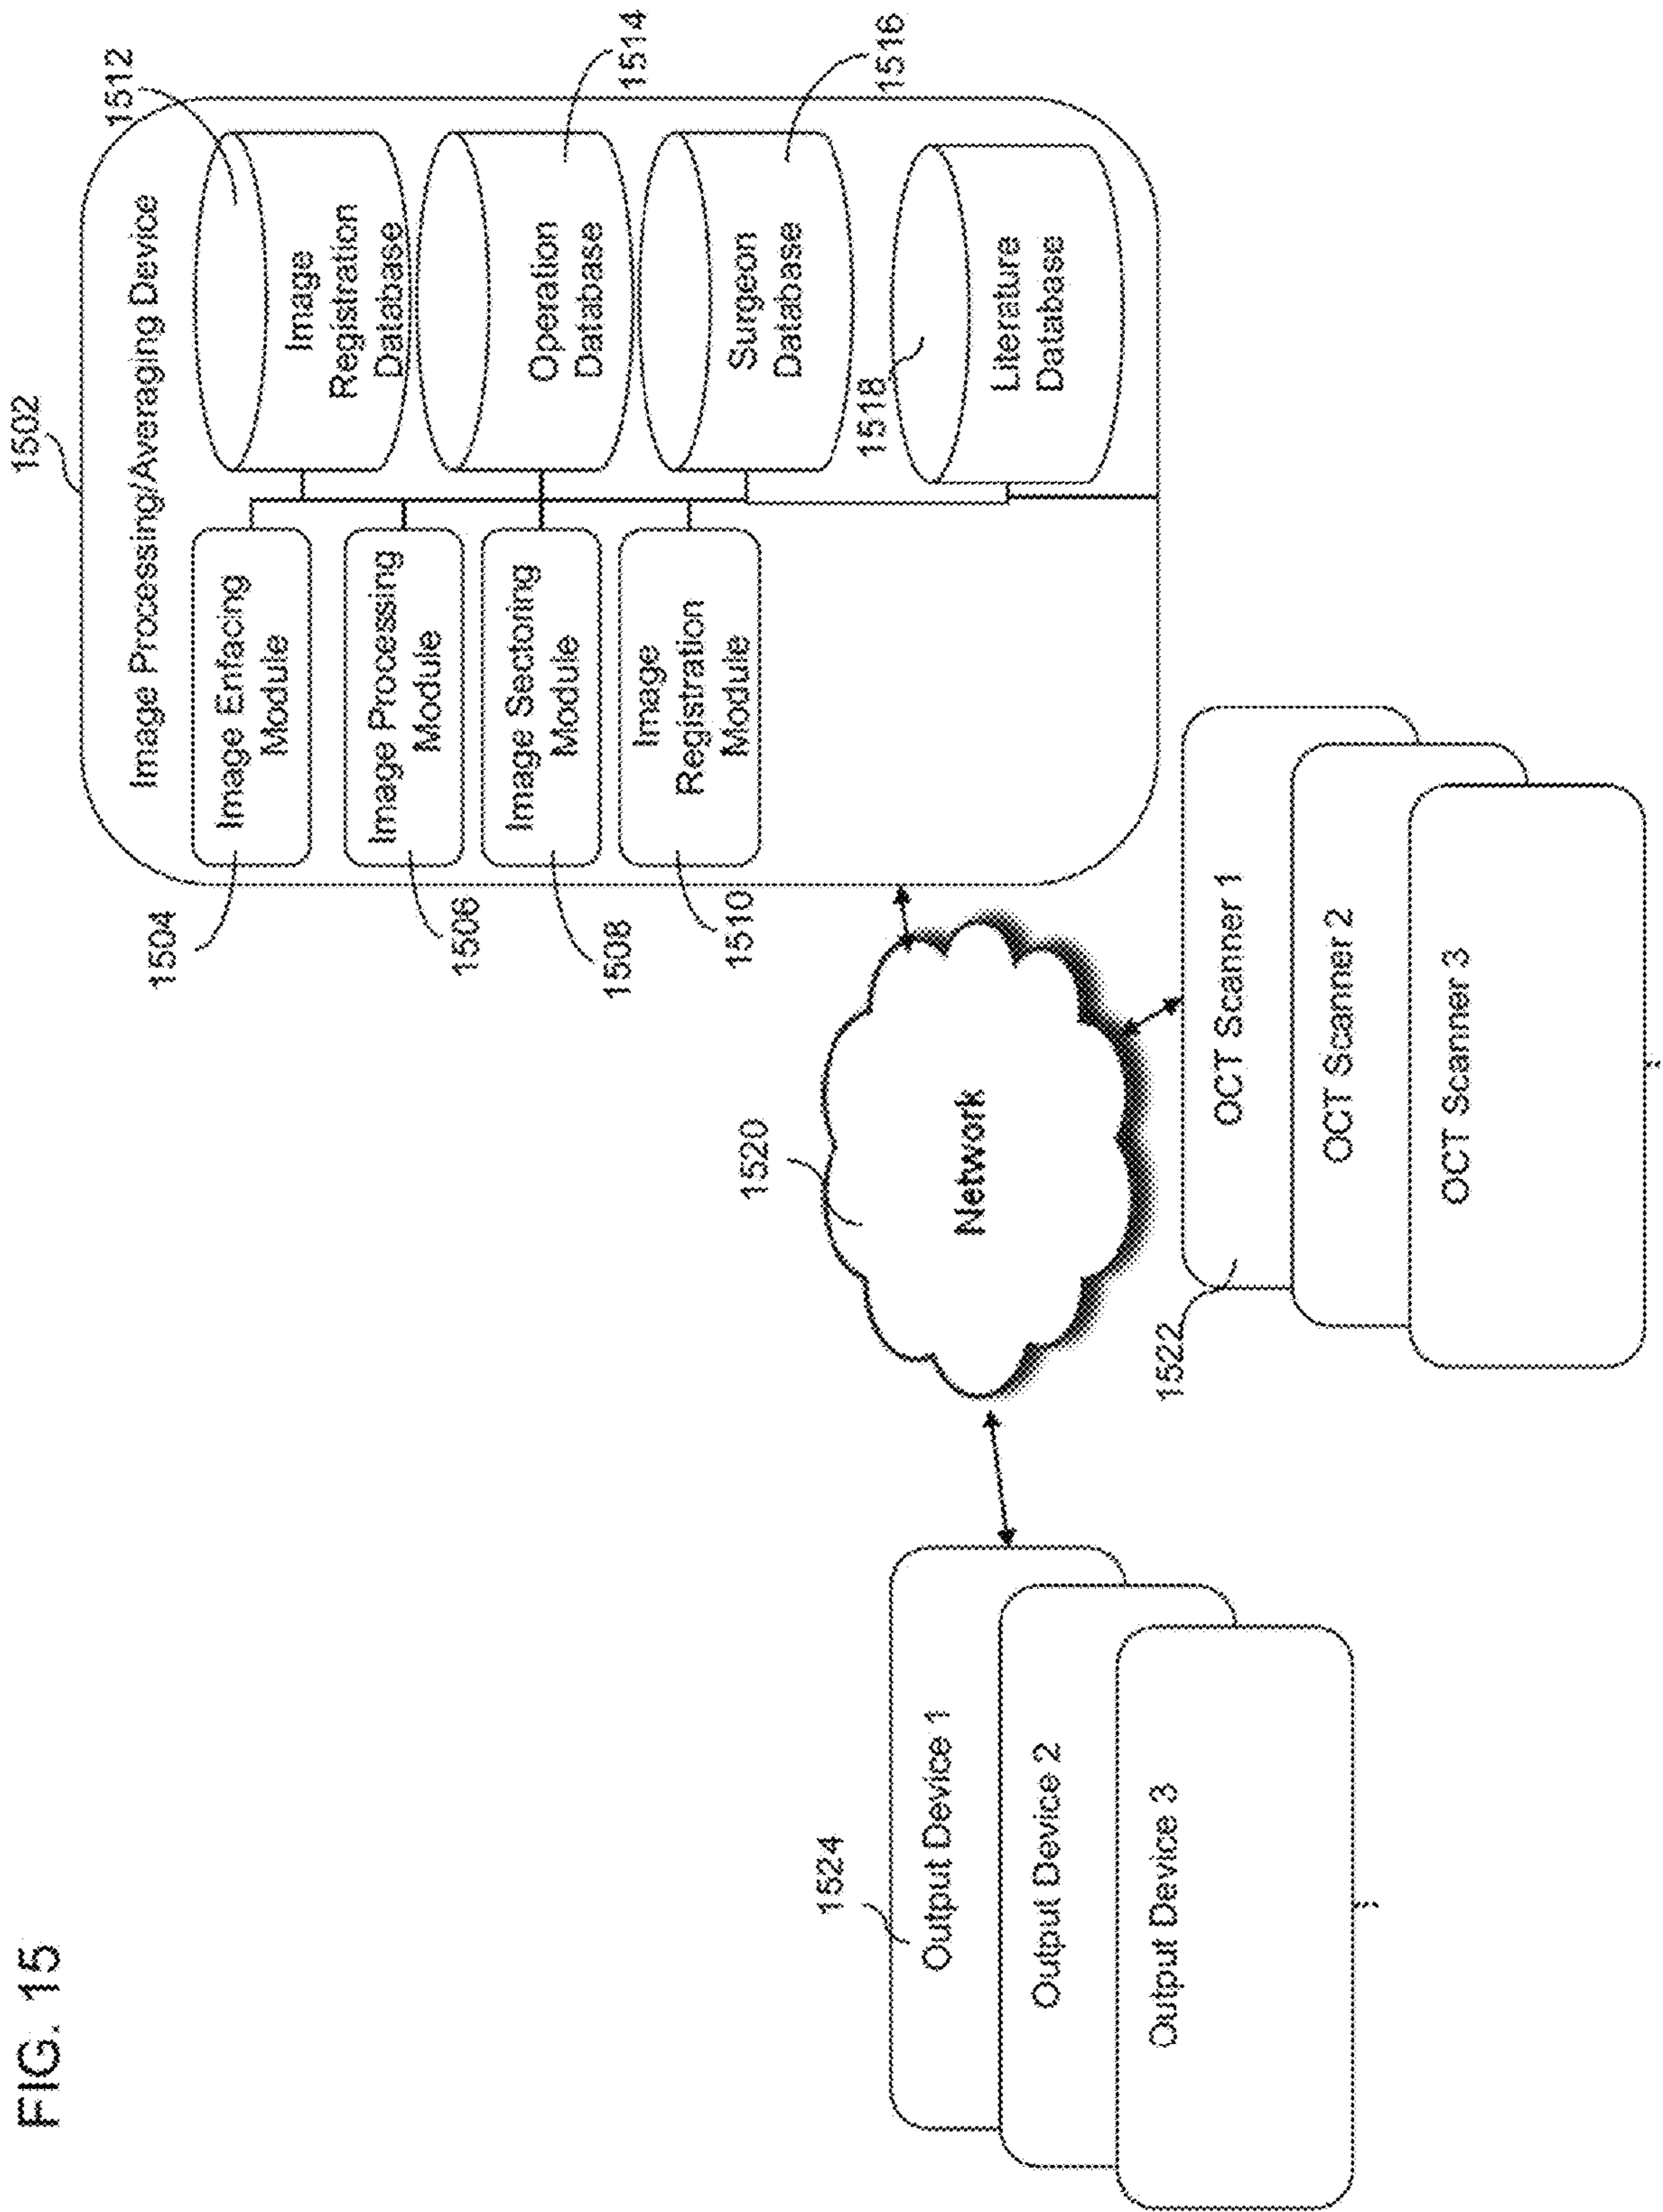 FIG. 15
1502
Image Processing/Averaging Device
1504
Image Enfacing
Module
1506
Image Processing
Module
1508
Image Sectoring
Module
1510
Image
Registration
Module
1512
Image
Registration
Database
1514
Operation
Database
1516
Surgeon
Database
1518
Literature
Database
1520
Network
1524
Output Device 1
Output Device 2
Output Device 3
1522
OCT Scanner 1
OCT Scanner 2
OCT Scanner 3